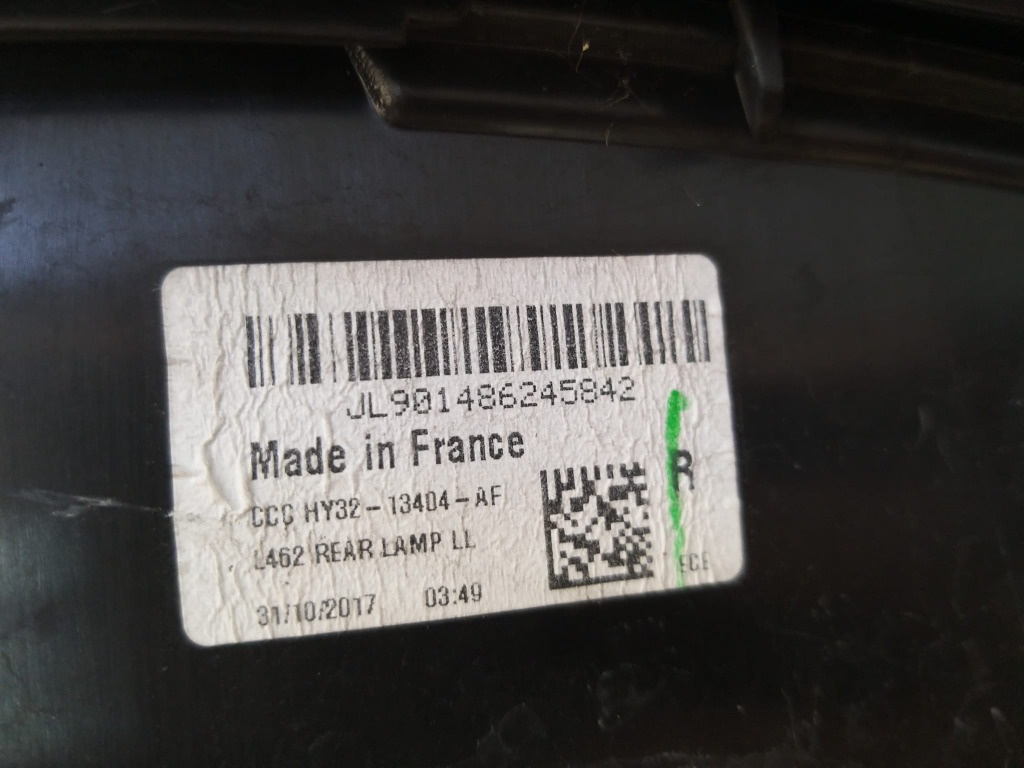 JL901486245842
Made in France
R
CCC HY32-13404-AF
L462 REAR LAMP LL
ECE
31/10/2017 03:49